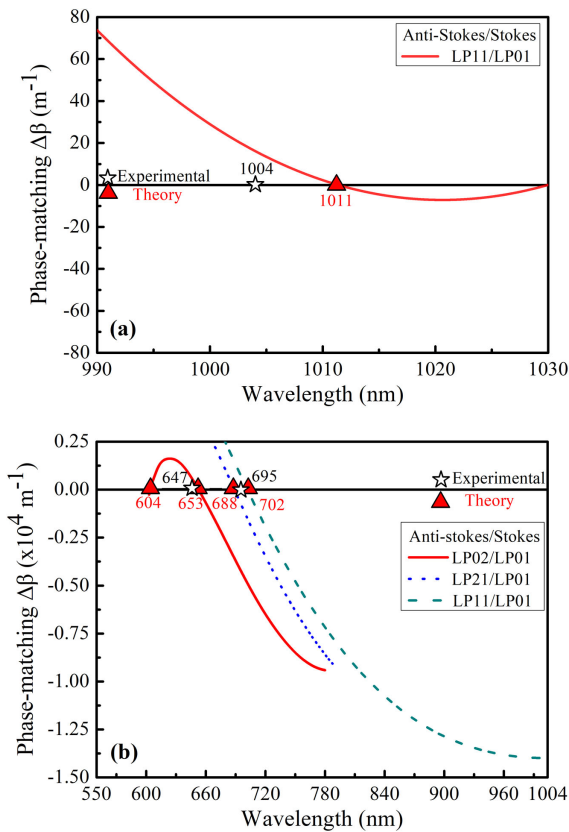 80
60
40
20
0
-20
-40
-60
-80
Phase-matching Δβ (m⁻¹)
Anti-Stokes/Stokes
LP11/LP01
Experimental
Theory
1004
1011
(a)
990
1000
1010
1020
1030
Wavelength (nm)
0.25
0.00
-0.25
-0.50
-0.75
-1.00
-1.25
-1.50
Phase-matching Δβ (x10⁴ m⁻¹)
647
695
604
653
688
702
Experimental
Theory
Anti-stokes/Stokes
LP02/LP01
LP21/LP01
LP11/LP01
(b)
550
600
660
720
780
840
900
960
1004
Wavelength (nm)